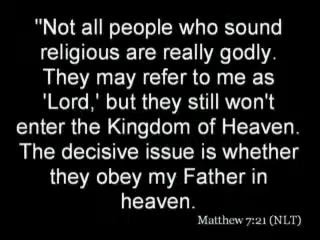 "Not all people who sound
religious are really godly.
They may refer to me as
'Lord,' but they still won't
enter the Kingdom of Heaven.
The decisive issue is whether
they obey my Father in
heaven.
Matthew 7:21 (NLT)